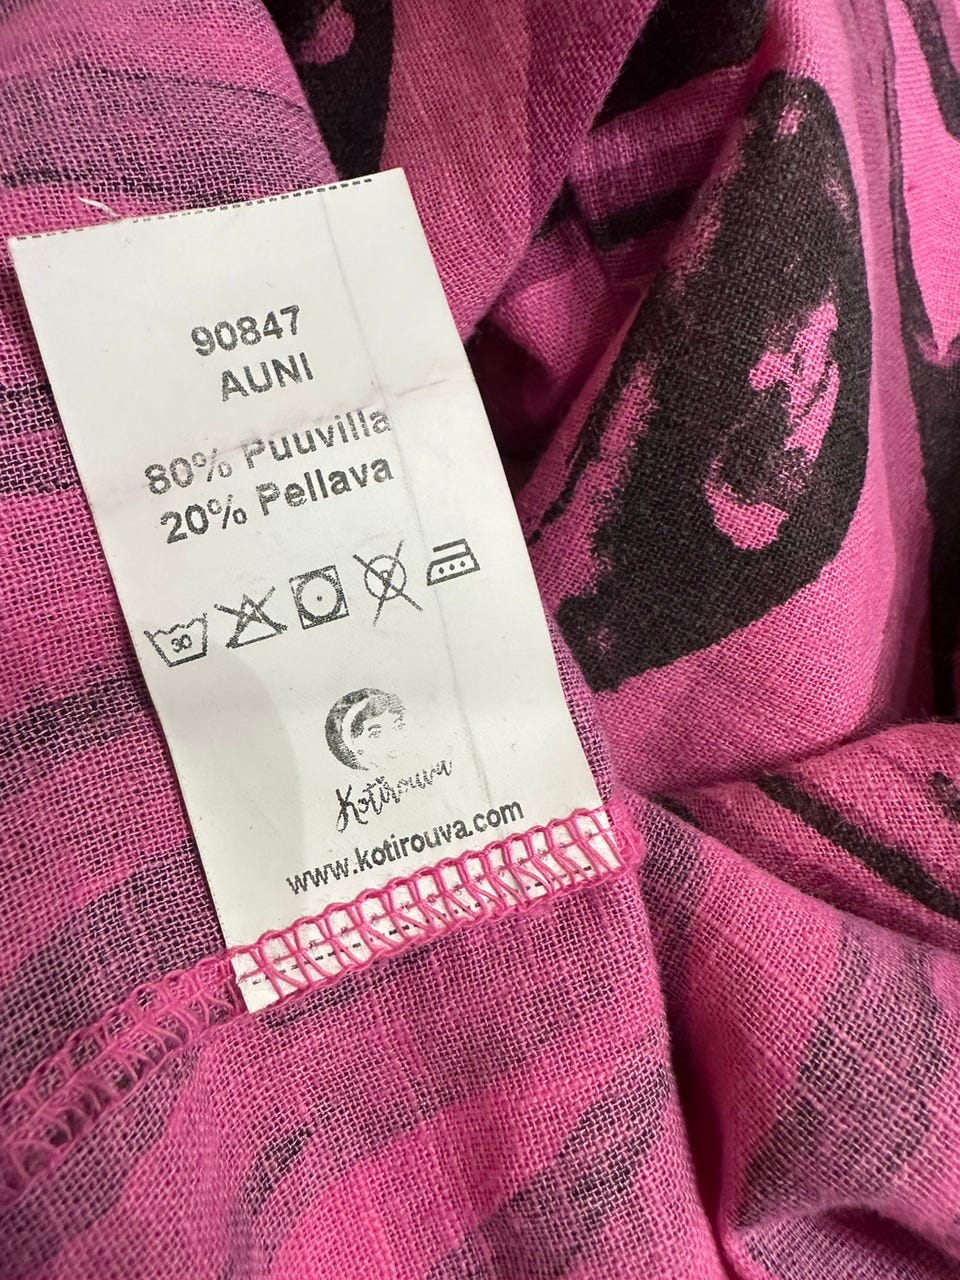 90847
AUNI
80% Puuvilla
20% Pellava
30
Kotirouva
www.kotirouva.com